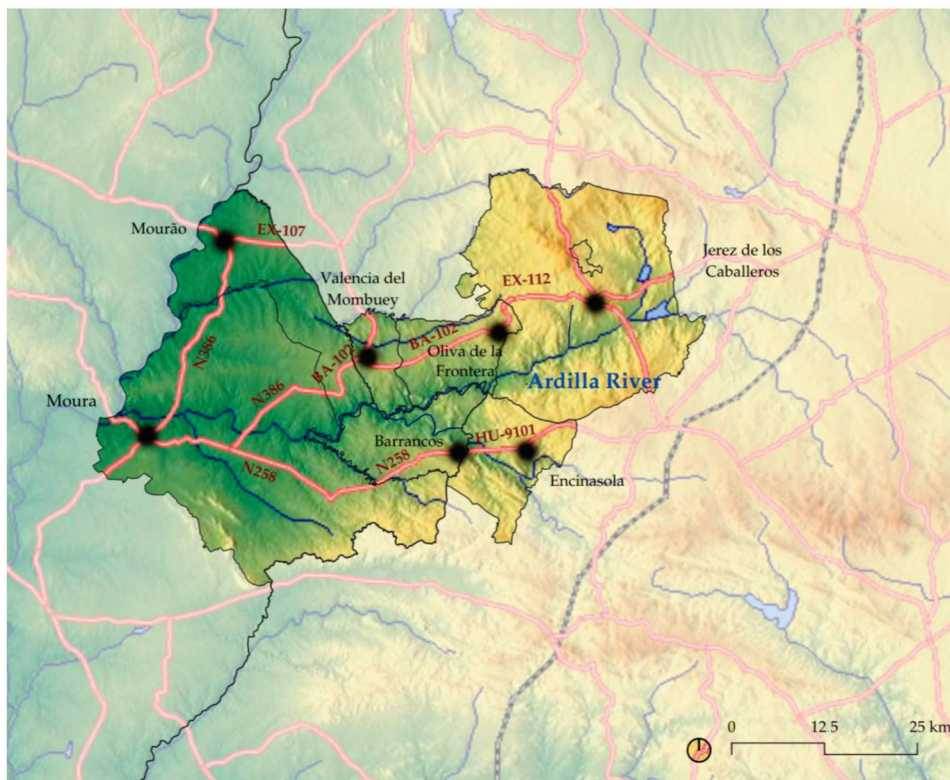 Mourão
EX-107
Jerez de los
Caballeros
Valencia del
Mombuey
EX-112
N386
BA-102
BA-102
Oliva de la
Frontera
N386
Ardilla River
Moura
Barrancos
HU-9101
N258
N258
Encinasola
0
12.5
25 km